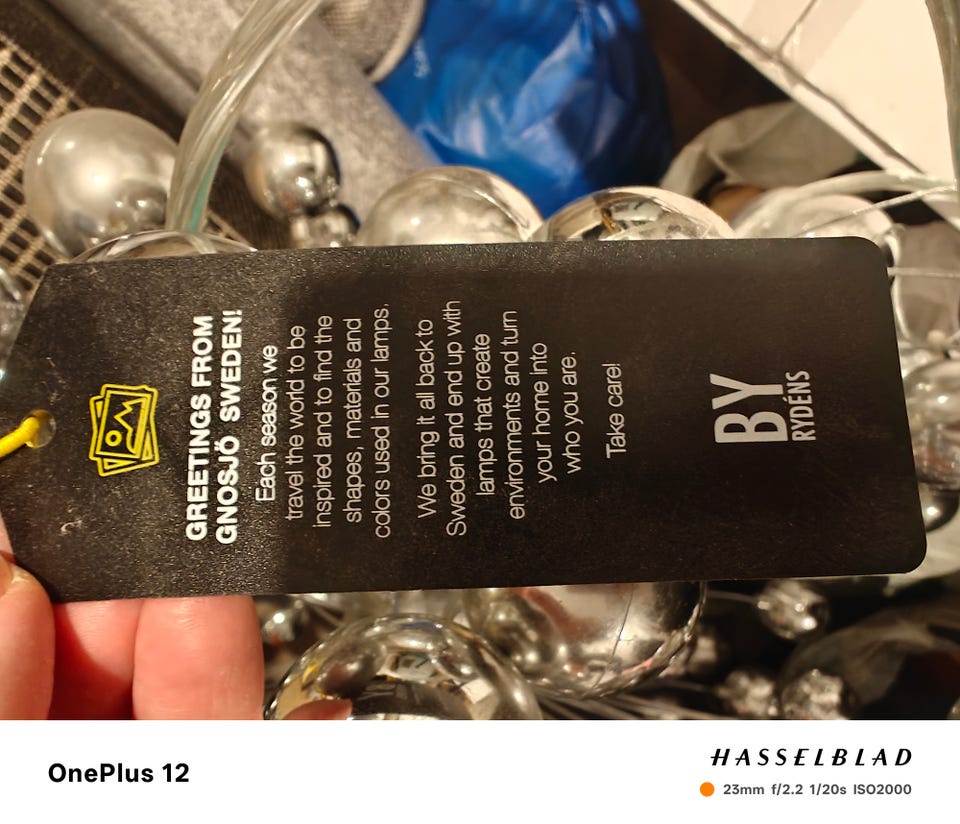 GREETINGS FROM
GNOSJÖ SWEDEN!
Each season we
travel the world to be
inspired and to find the
shapes, materials and
colors used in our lamps.
We bring it all back to
Sweden and end up with
lamps that create
environments and turn
your home into
who you are.
Take care!
BY
RYDÉNS
OnePlus 12
HASSELBLAD
23mm f/2.2 1/20s ISO2000